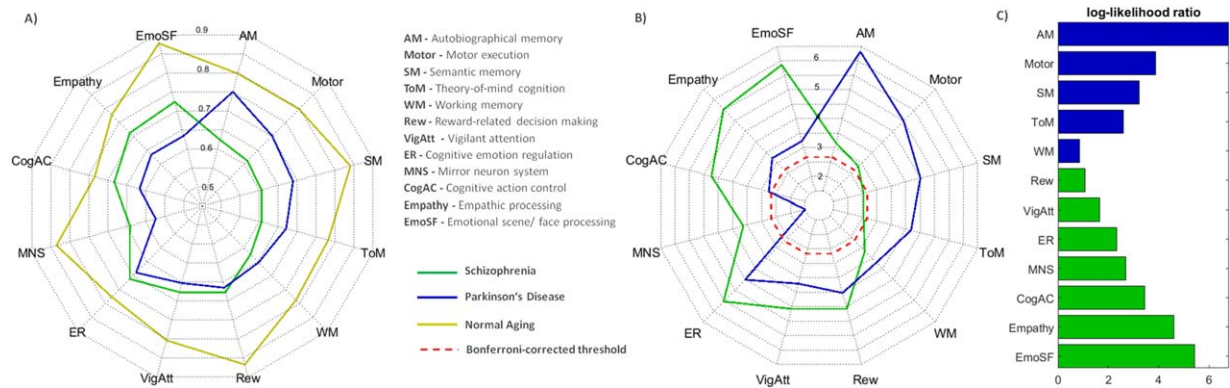 A)
0.9
0.8
0.7
0.6
0.5
EmoSF
AM
Motor
SM
ToM
WM
Rew
VigAtt
ER
MNS
CogAC
Empathy
AM - Autobiographical memory
Motor - Motor execution
SM - Semantic memory
ToM - Theory-of-mind cognition
WM - Working memory
Rew - Reward-related decision making
VigAtt - Vigilant attention
ER - Cognitive emotion regulation
MNS - Mirror neuron system
CogAC - Cognitive action control
Empathy - Empathic processing
EmoSF - Emotional scene/ face processing
Schizophrenia
Parkinson's Disease
Normal Aging
Bonferroni-corrected threshold
B)
6
5
4
3
2
EmoSF
AM
Motor
SM
ToM
WM
Rew
VigAtt
ER
MNS
CogAC
Empathy
C)
log-likelihood ratio
AM
Motor
SM
ToM
WM
Rew
VigAtt
ER
MNS
CogAC
Empathy
EmoSF
0 2 4 6